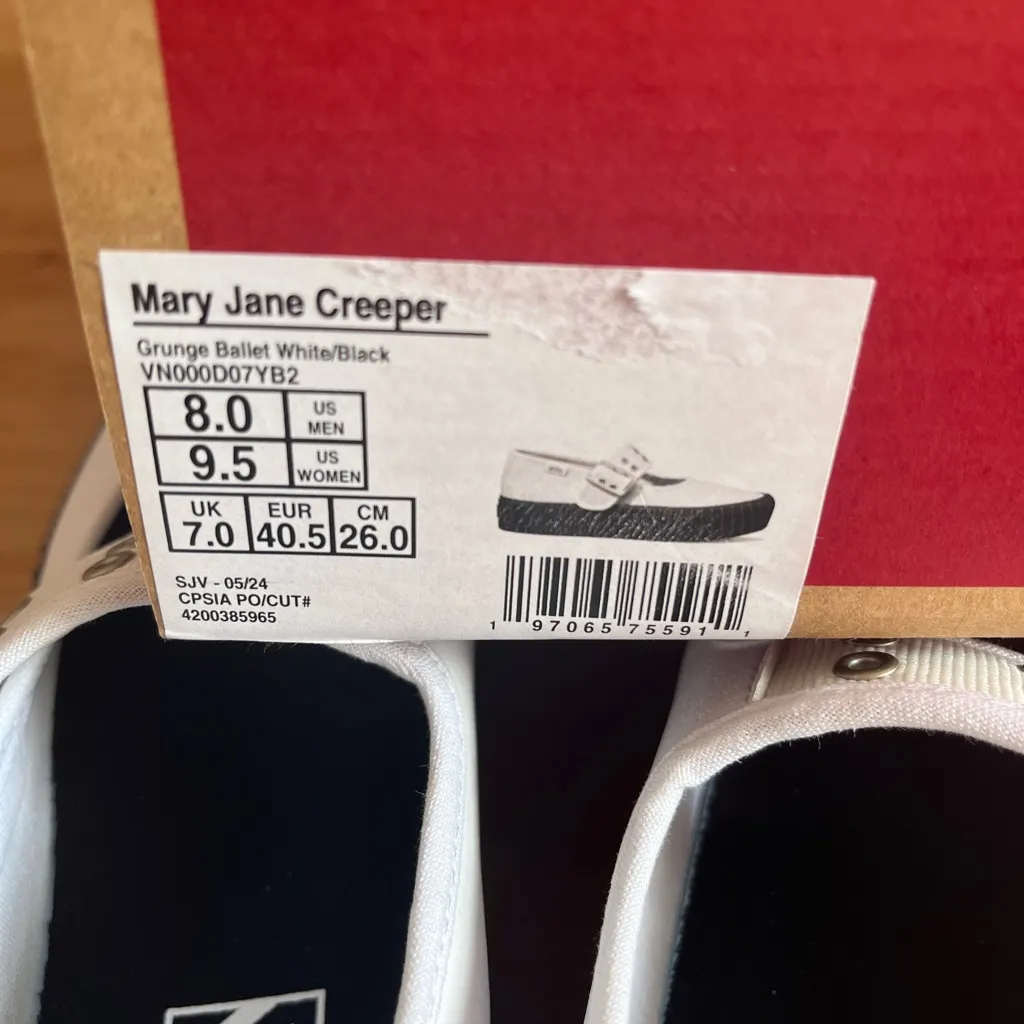 Mary Jane Creeper
Grunge Ballet White/Black
VN000D07YB2
8.0 US MEN
9.5 US WOMEN
UK 7.0 EUR 40.5 CM 26.0
SJV - 05/24
CPSIA PO/CUT#
4200385965
1 97065 75591 1